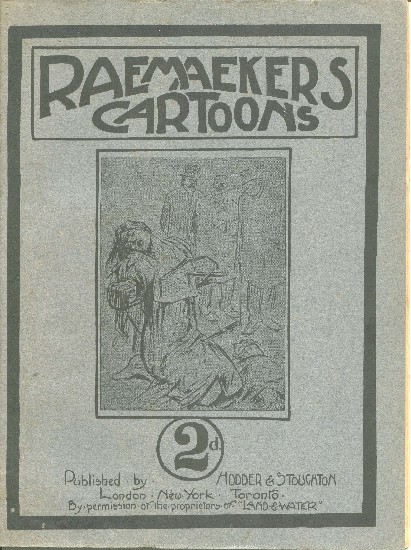 RAEMAEKERS
CARTOONS
2d.
Published by HODDER & STOUGHTON
London · New York · Toronto ·
By permission of the proprietors of "LAND & WATER"